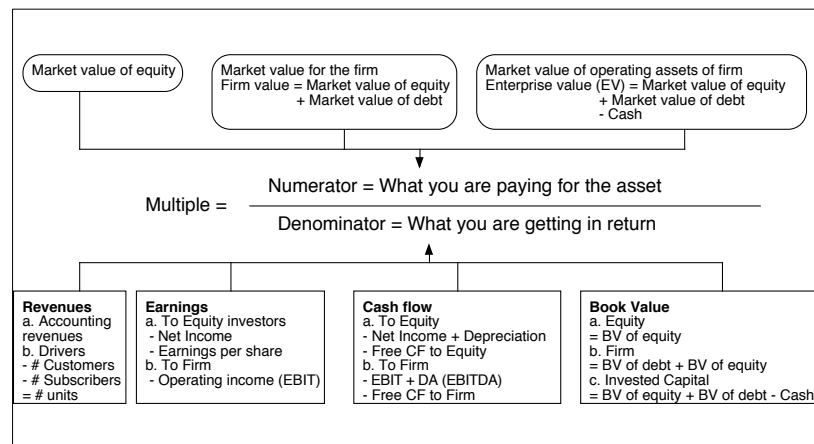 Market value of equity
Market value for the firm
Firm value = Market value of equity
+ Market value of debt
Market value of operating assets of firm
Enterprise value (EV) = Market value of equity
+ Market value of debt
- Cash
Multiple =
Numerator = What you are paying for the asset
Denominator = What you are getting in return
Revenues
a. Accounting
revenues
b. Drivers
- # Customers
- # Subscribers
= # units
Earnings
a. To Equity investors
- Net Income
- Earnings per share
b. To Firm
- Operating income (EBIT)
Cash flow
a. To Equity
- Net Income + Depreciation
- Free CF to Equity
b. To Firm
- EBIT + DA (EBITDA)
- Free CF to Firm
Book Value
a. Equity
= BV of equity
b. Firm
= BV of debt + BV of equity
c. Invested Capital
= BV of equity + BV of debt - Cash